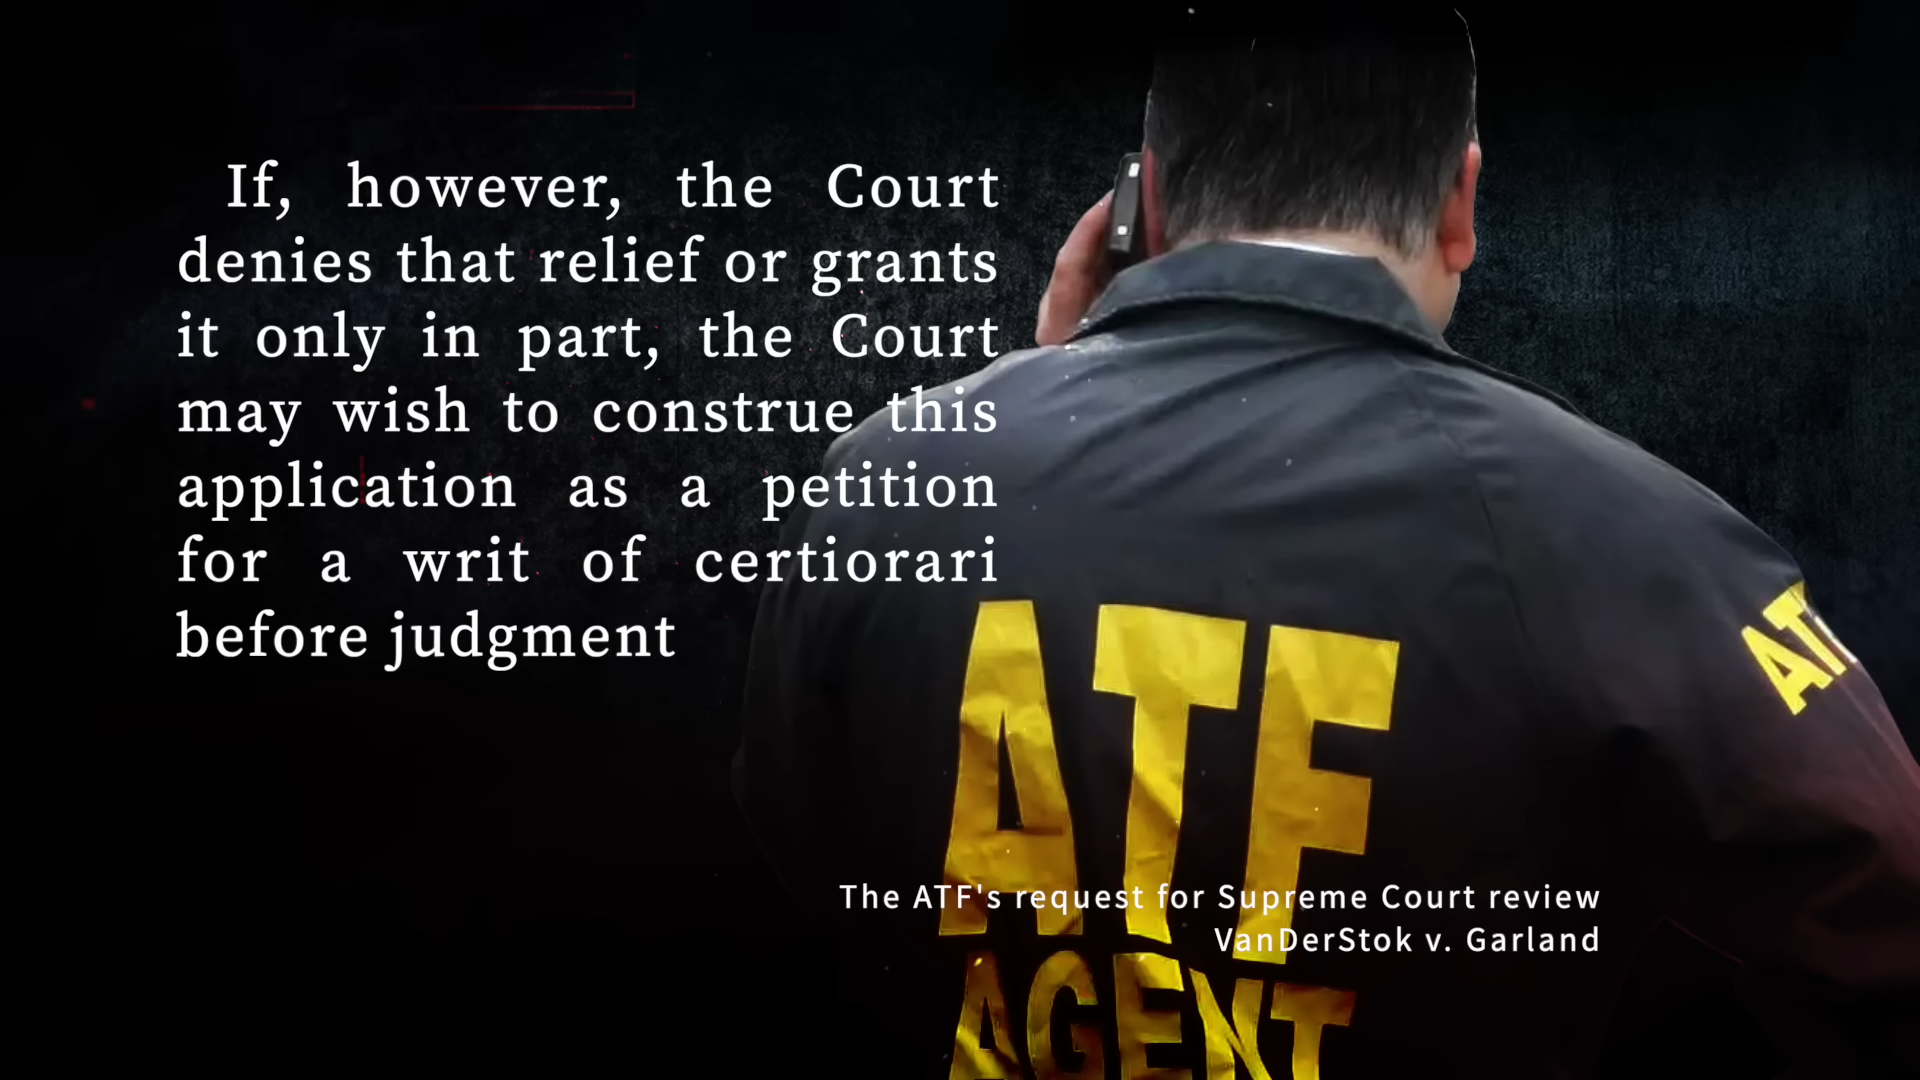 If, however, the Court
denies that relief or grants
it only in part, the Court
may wish to construe this
application as a petition
for a writ of certiorari
before judgment
ATF
ATF
AGENT
The ATF's request for Supreme Court review
VanDerStok v. Garland